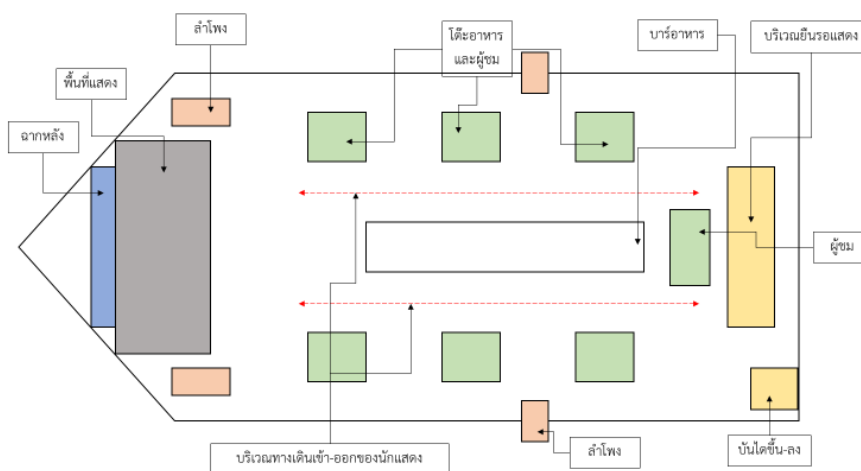 ลำโพง
โต๊ะอาหาร
และผู้ชม
บาร์อาหาร
บริเวณยืนรอแสดง
พื้นที่แสดง
ฉากหลัง
ผู้ชม
บริเวณทางเดินเข้า-ออกของนักแสดง
ลำโพง
บันไดขึ้น-ลง